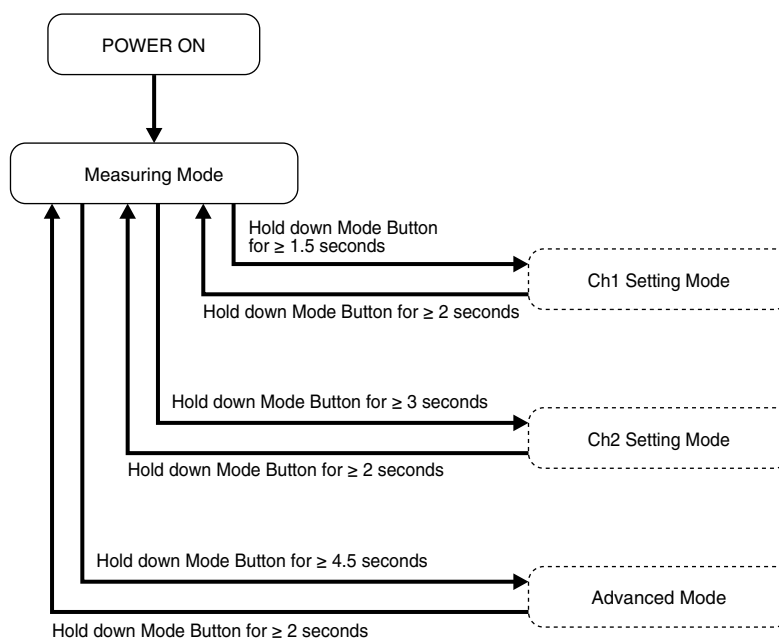 POWER ON
Measuring Mode
Hold down Mode Button
for ≥ 1.5 seconds
Ch1 Setting Mode
Hold down Mode Button for ≥ 2 seconds
Hold down Mode Button for ≥ 3 seconds
Ch2 Setting Mode
Hold down Mode Button for ≥ 2 seconds
Hold down Mode Button for ≥ 4.5 seconds
Advanced Mode
Hold down Mode Button for ≥ 2 seconds